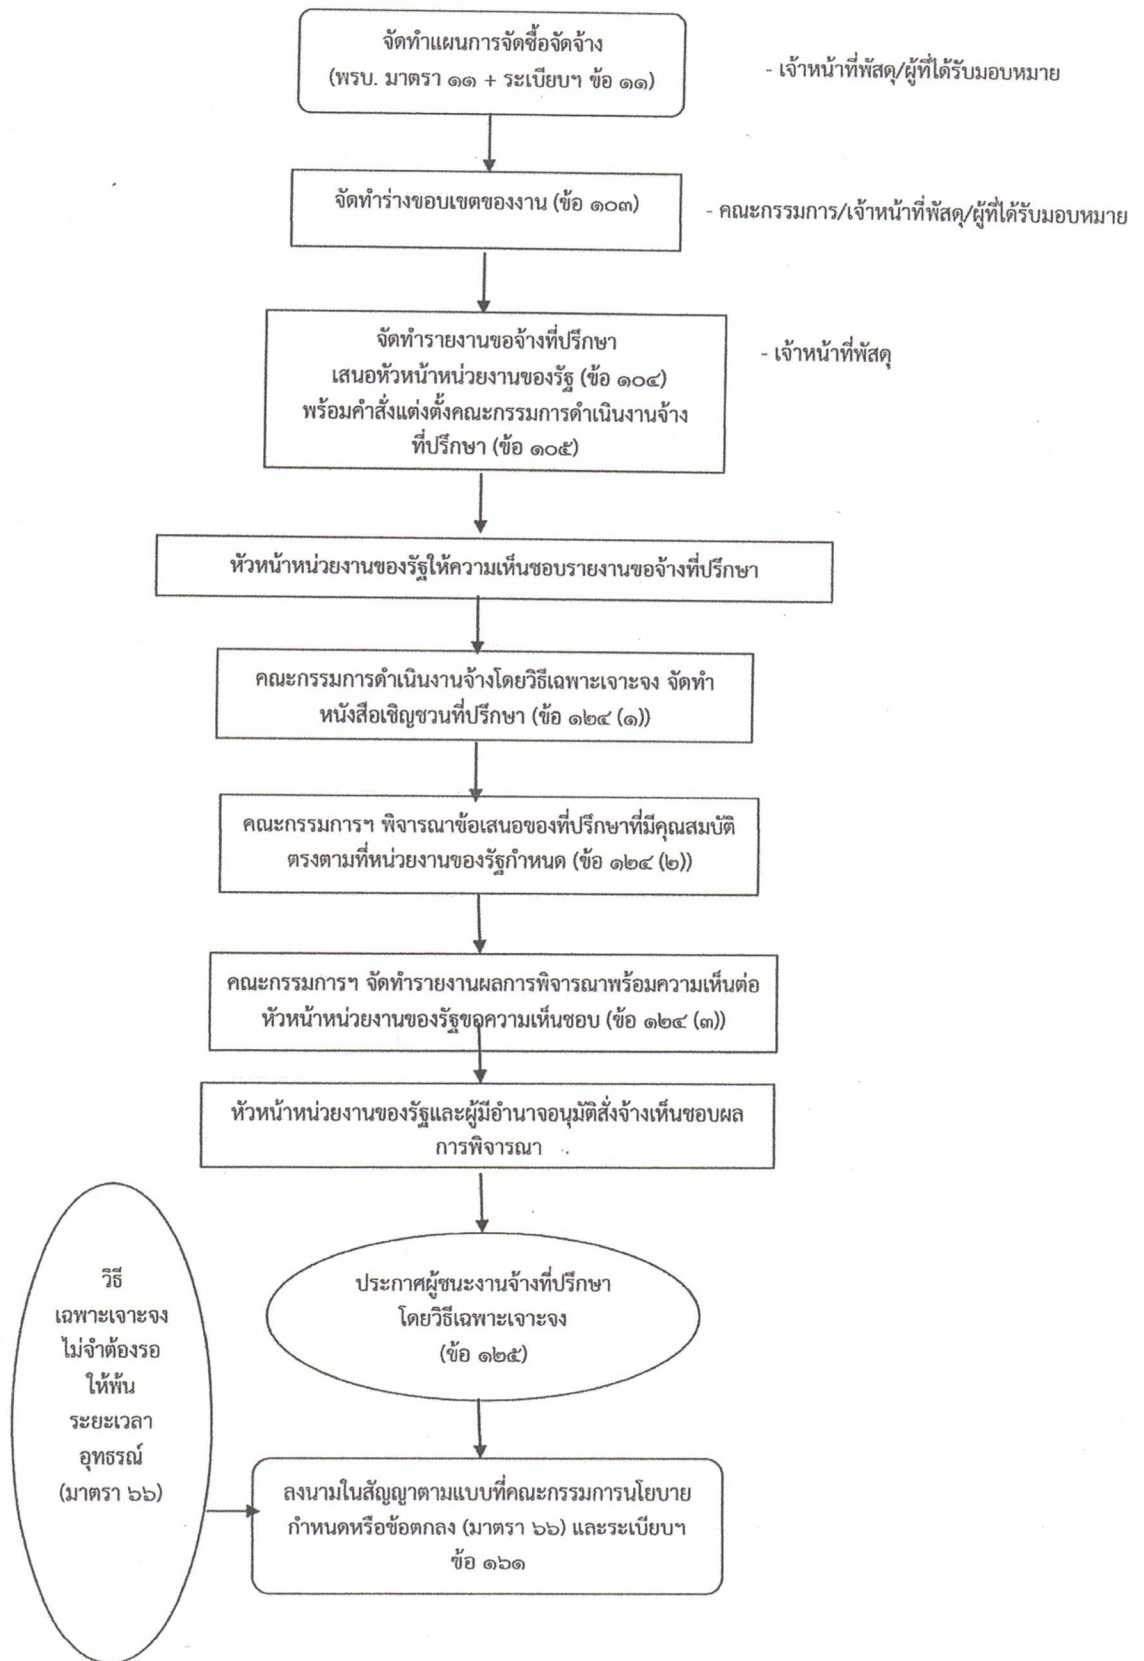 จัดทำแผนการจัดซื้อจัดจ้าง
(พรบ. มาตรา ๑๑ + ระเบียบฯ ข้อ ๑๑)
- เจ้าหน้าที่พัสดุ/ผู้ที่ได้รับมอบหมาย
จัดทำร่างขอบเขตของงาน (ข้อ ๑๐๓)
- คณะกรรมการ/เจ้าหน้าที่พัสดุ/ผู้ที่ได้รับมอบหมาย
จัดทำรายงานขอจ้างที่ปรึกษา
เสนอหัวหน้าหน่วยงานของรัฐ (ข้อ ๑๐๔)
พร้อมคำสั่งแต่งตั้งคณะกรรมการดำเนินงานจ้าง
ที่ปรึกษา (ข้อ ๑๐๕)
- เจ้าหน้าที่พัสดุ
หัวหน้าหน่วยงานของรัฐให้ความเห็นชอบรายงานขอจ้างที่ปรึกษา
คณะกรรมการดำเนินงานจ้างโดยวิธีเฉพาะเจาะจง จัดทำ
หนังสือเชิญชวนที่ปรึกษา (ข้อ ๑๒๔ (๑))
คณะกรรมการฯ พิจารณาข้อเสนอของที่ปรึกษาที่มีคุณสมบัติ
ตรงตามที่หน่วยงานของรัฐกำหนด (ข้อ ๑๒๔ (๒))
คณะกรรมการฯ จัดทำรายงานผลการพิจารณาพร้อมความเห็นต่อ
หัวหน้าหน่วยงานของรัฐขอความเห็นชอบ (ข้อ ๑๒๔ (๓))
หัวหน้าหน่วยงานของรัฐและผู้มีอำนาจอนุมัติสั่งจ้างเห็นชอบผล
การพิจารณา
ประกาศผู้ชนะงานจ้างที่ปรึกษา
โดยวิธีเฉพาะเจาะจง
(ข้อ ๑๒๕)
วิธี
เฉพาะเจาะจง
ไม่จำต้องรอ
ให้พ้น
ระยะเวลา
อุทธรณ์
(มาตรา ๖๖)
ลงนามในสัญญาตามแบบที่คณะกรรมการนโยบาย
กำหนดหรือข้อตกลง (มาตรา ๖๖) และระเบียบฯ
ข้อ ๑๖๑